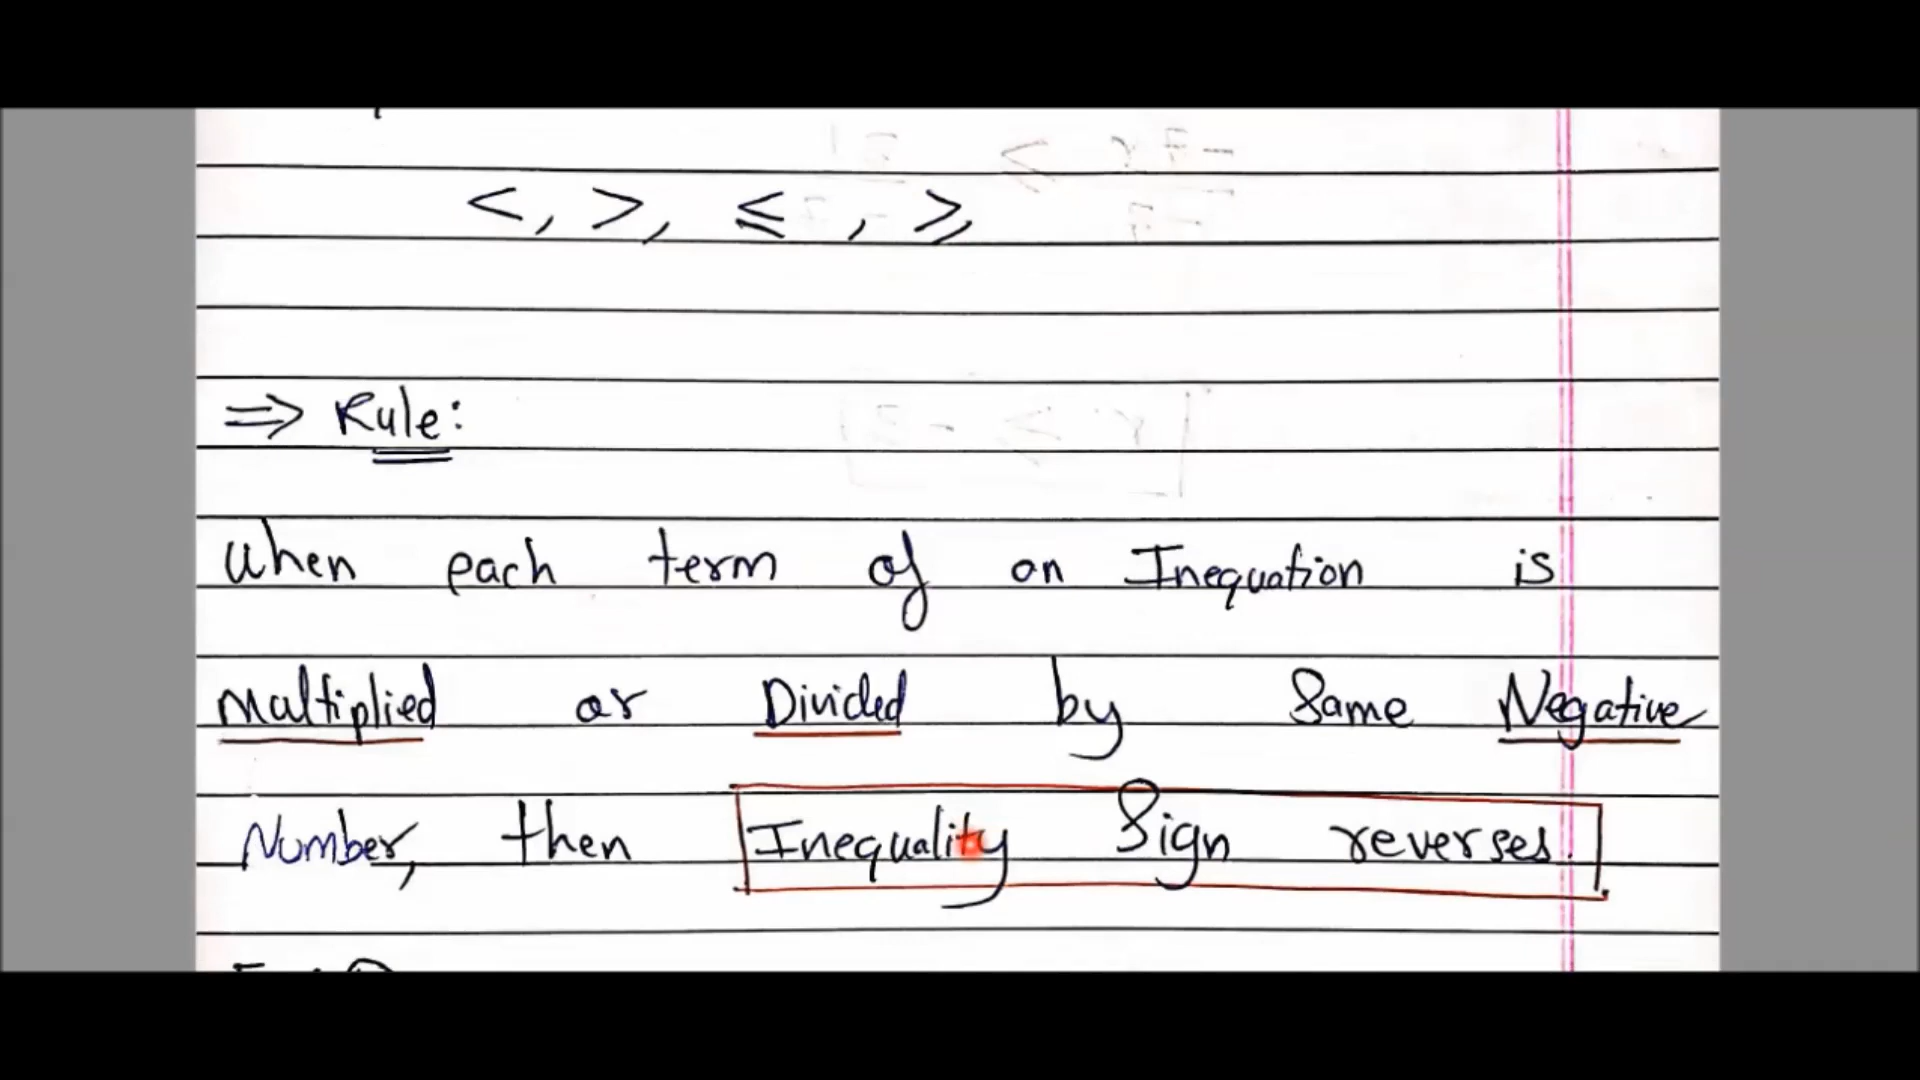 <, >, ≤, ≥
⇒ Rule:
When each term of an Inequation is
Multiplied or Divided by Same Negative
Number, then Inequality Sign reverses.